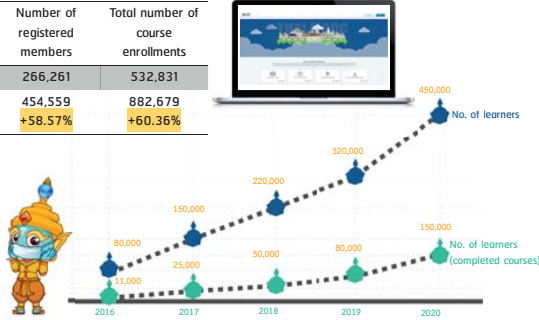 Number of registered members
Total number of course enrollments
266,261 532,831
454,559 882,679
+58.57% +60.36%
450,000
No. of learners
320,000
220,000
150,000
80,000
150,000
No. of learners
(completed courses)
80,000
50,000
25,000
11,000
2016 2017 2018 2019 2020